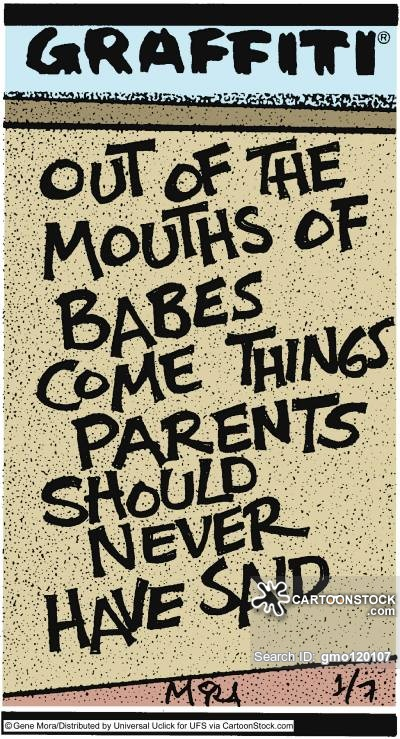 GRAFFITI®
OUT OF THE
MOUTHS OF
BABES
COME THINGS
PARENTS
SHOULD
NEVER
HAVE SAID
CARTOONSTOCK
.com
Search ID: gmo120107
1/7
© Gene Mora/Distributed by Universal Uclick for UFS via CartoonStock.com